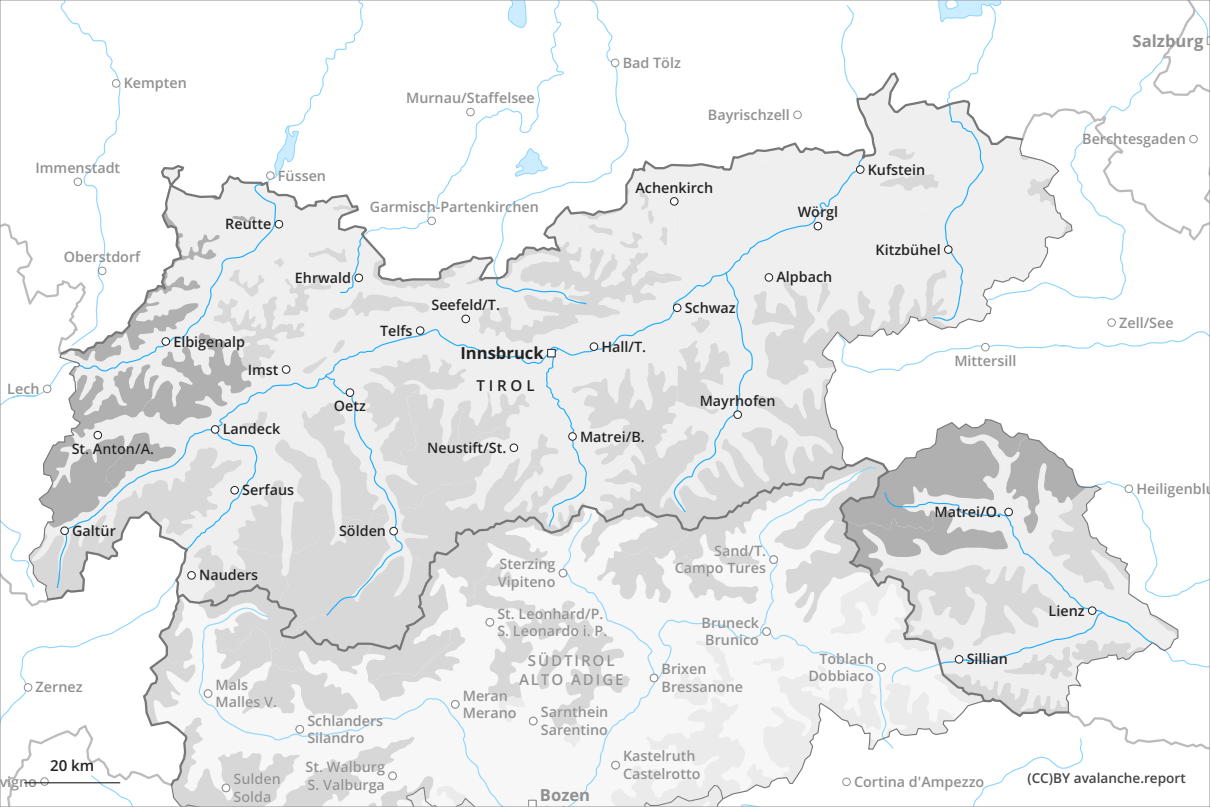 Salzburg
Bad Tölz
Kempten
Murnau/Staffelsee
Bayrischzell
Berchtesgaden
Immenstadt
Füssen
Kufstein
Achenkirch
Garmisch-Partenkirchen
Wörgl
Reutte
Kitzbühel
Oberstdorf
Ehrwald
Alpbach
Seefeld/T.
Schwaz
Zell/See
Telfs
Elbigenalp
Innsbruck
Hall/T.
Mittersill
Imst
TIROL
Lech
Oetz
Mayrhofen
Landeck
Matrei/B.
St. Anton/A.
Neustift/St.
Serfaus
Heiligenblu
Matrei/O.
Galtür
Sölden
Sand/T.
Campo Tures
Sterzing
Vipiteno
Nauders
Lienz
St. Leonhard/P.
S. Leonardo i. P.
Bruneck
Brunico
SÜDTIROL
ALTO ADIGE
Sillian
Toblach
Dobbiaco
Brixen
Bressanone
Zernez
Mals
Malles V.
Meran
Merano
Sarnthein
Sarentino
Schlanders
Silandro
Kastelruth
Castelrotto
20 km
St. Walburg
S. Valburga
vigno
Sulden
Solda
Cortina d'Ampezzo
(CC)BY avalanche.report
Bozen